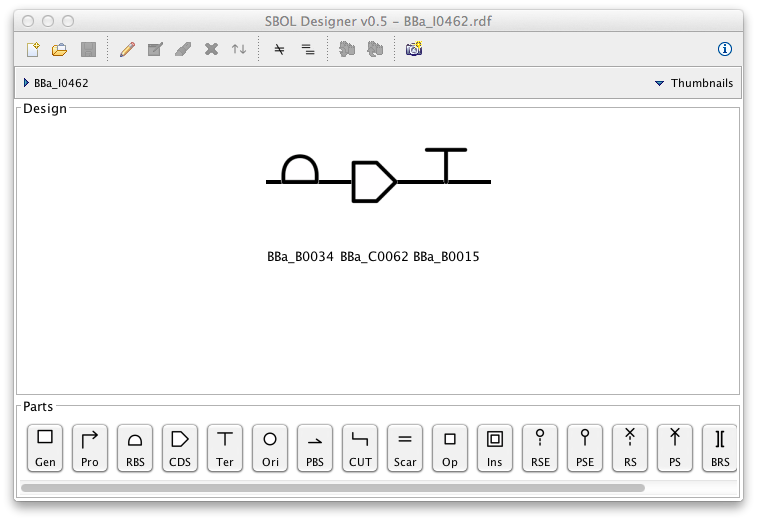 SBOL Designer v0.5 – BBa_I0462.rdf
BBa_I0462 Thumbnails
Design
BBa_B0034 BBa_C0062 BBa_B0015
Parts
Gen Pro RBS CDS Ter Ori PBS CUT Scar Op Ins RSE PSE RS PS BRS